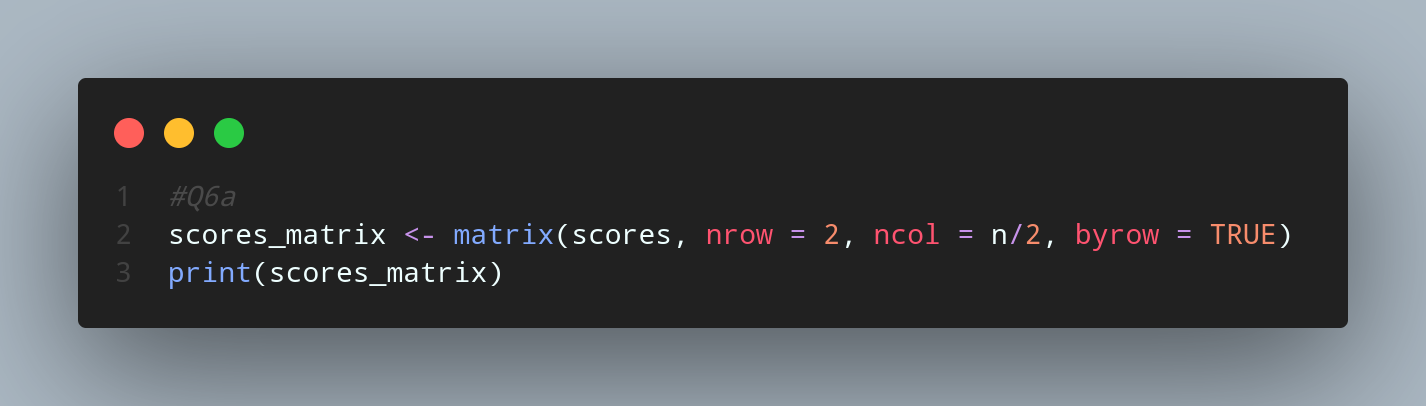 1 #Q6a
2 scores_matrix <- matrix(scores, nrow = 2, ncol = n/2, byrow = TRUE)
3 print(scores_matrix)